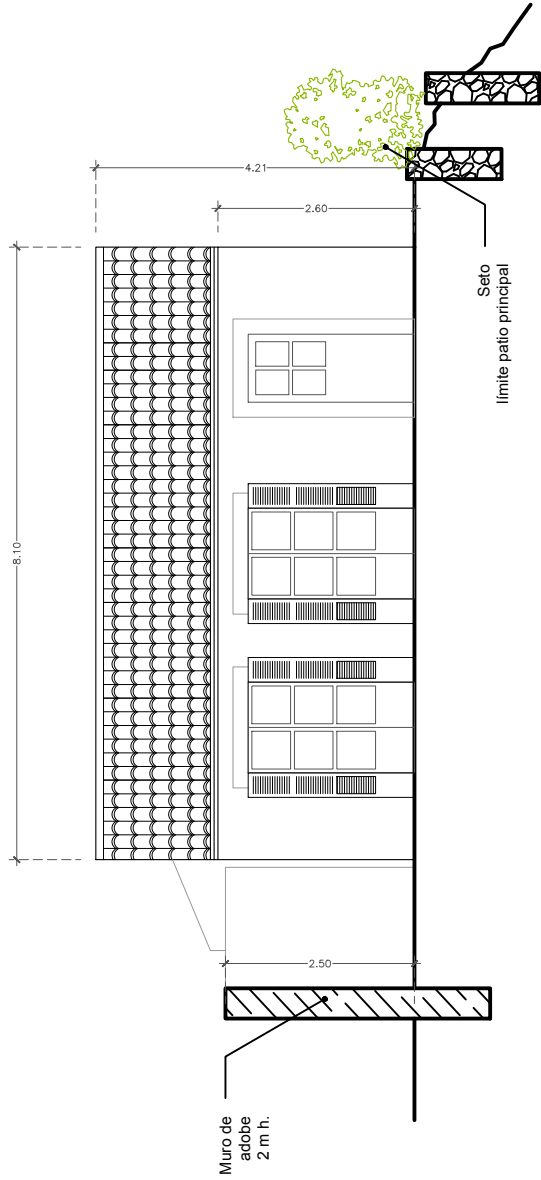 8.10
4.21
2.60
2.50
Muro de
adobe
2 m h.
Seto
límite patio principal